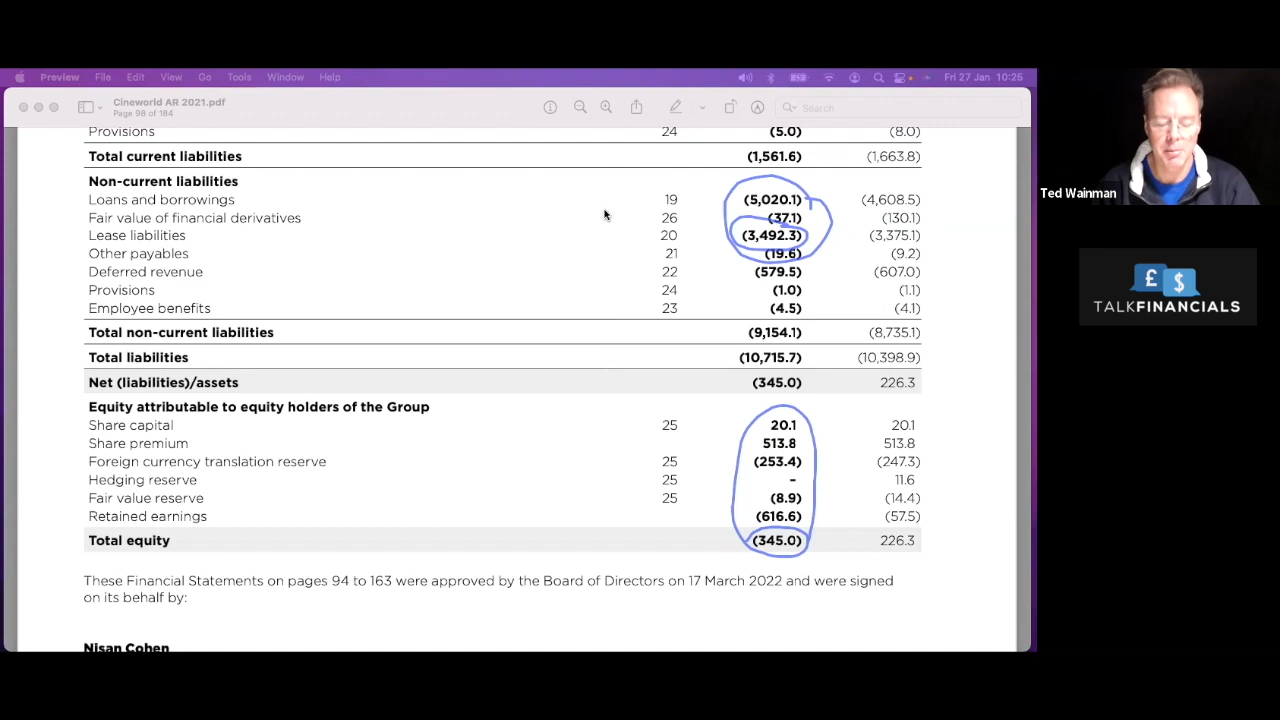 Preview File Edit View Go Tools Window Help Fri 27 Jan 10:25
Cineworld AR 2021.pdf
Page 98 of 184
Search
Provisions 24 (5.0) (8.0)
Total current liabilities (1,561.6) (1,663.8)
Non-current liabilities
Loans and borrowings 19 (5,020.1) (4,608.5)
Fair value of financial derivatives 26 (37.1) (130.1)
Lease liabilities 20 (3,492.3) (3,375.1)
Other payables 21 (19.6) (9.2)
Deferred revenue 22 (579.5) (607.0)
Provisions 24 (1.0) (1.1)
Employee benefits 23 (4.5) (4.1)
Total non-current liabilities (9,154.1) (8,735.1)
Total liabilities (10,715.7) (10,398.9)
Net (liabilities)/assets (345.0) 226.3
Equity attributable to equity holders of the Group
Share capital 25 20.1 20.1
Share premium 513.8 513.8
Foreign currency translation reserve 25 (253.4) (247.3)
Hedging reserve 25 – 11.6
Fair value reserve 25 (8.9) (14.4)
Retained earnings (616.6) (57.5)
Total equity (345.0) 226.3
These Financial Statements on pages 94 to 163 were approved by the Board of Directors on 17 March 2022 and were signed
on its behalf by:
Nisan Cohen
Ted Wainman
£ $
TALKFINANCIALS